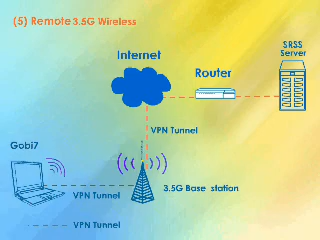 (5) Remote 3.5G Wireless
SRSS
Server
Internet
Router
VPN Tunnel
Gobi7
VPN Tunnel
3.5G Base station
VPN Tunnel